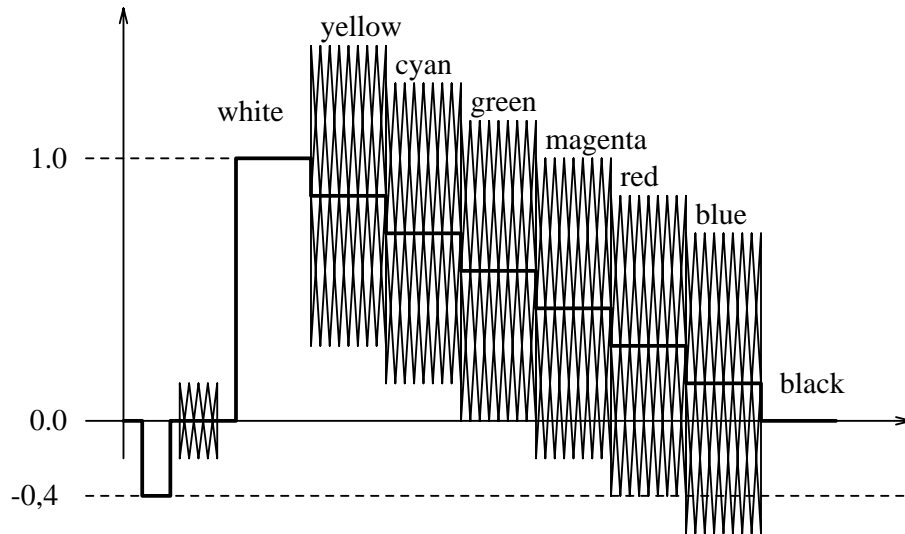 yellow
cyan
green
white
magenta
1.0
red
blue
black
0.0
-0,4